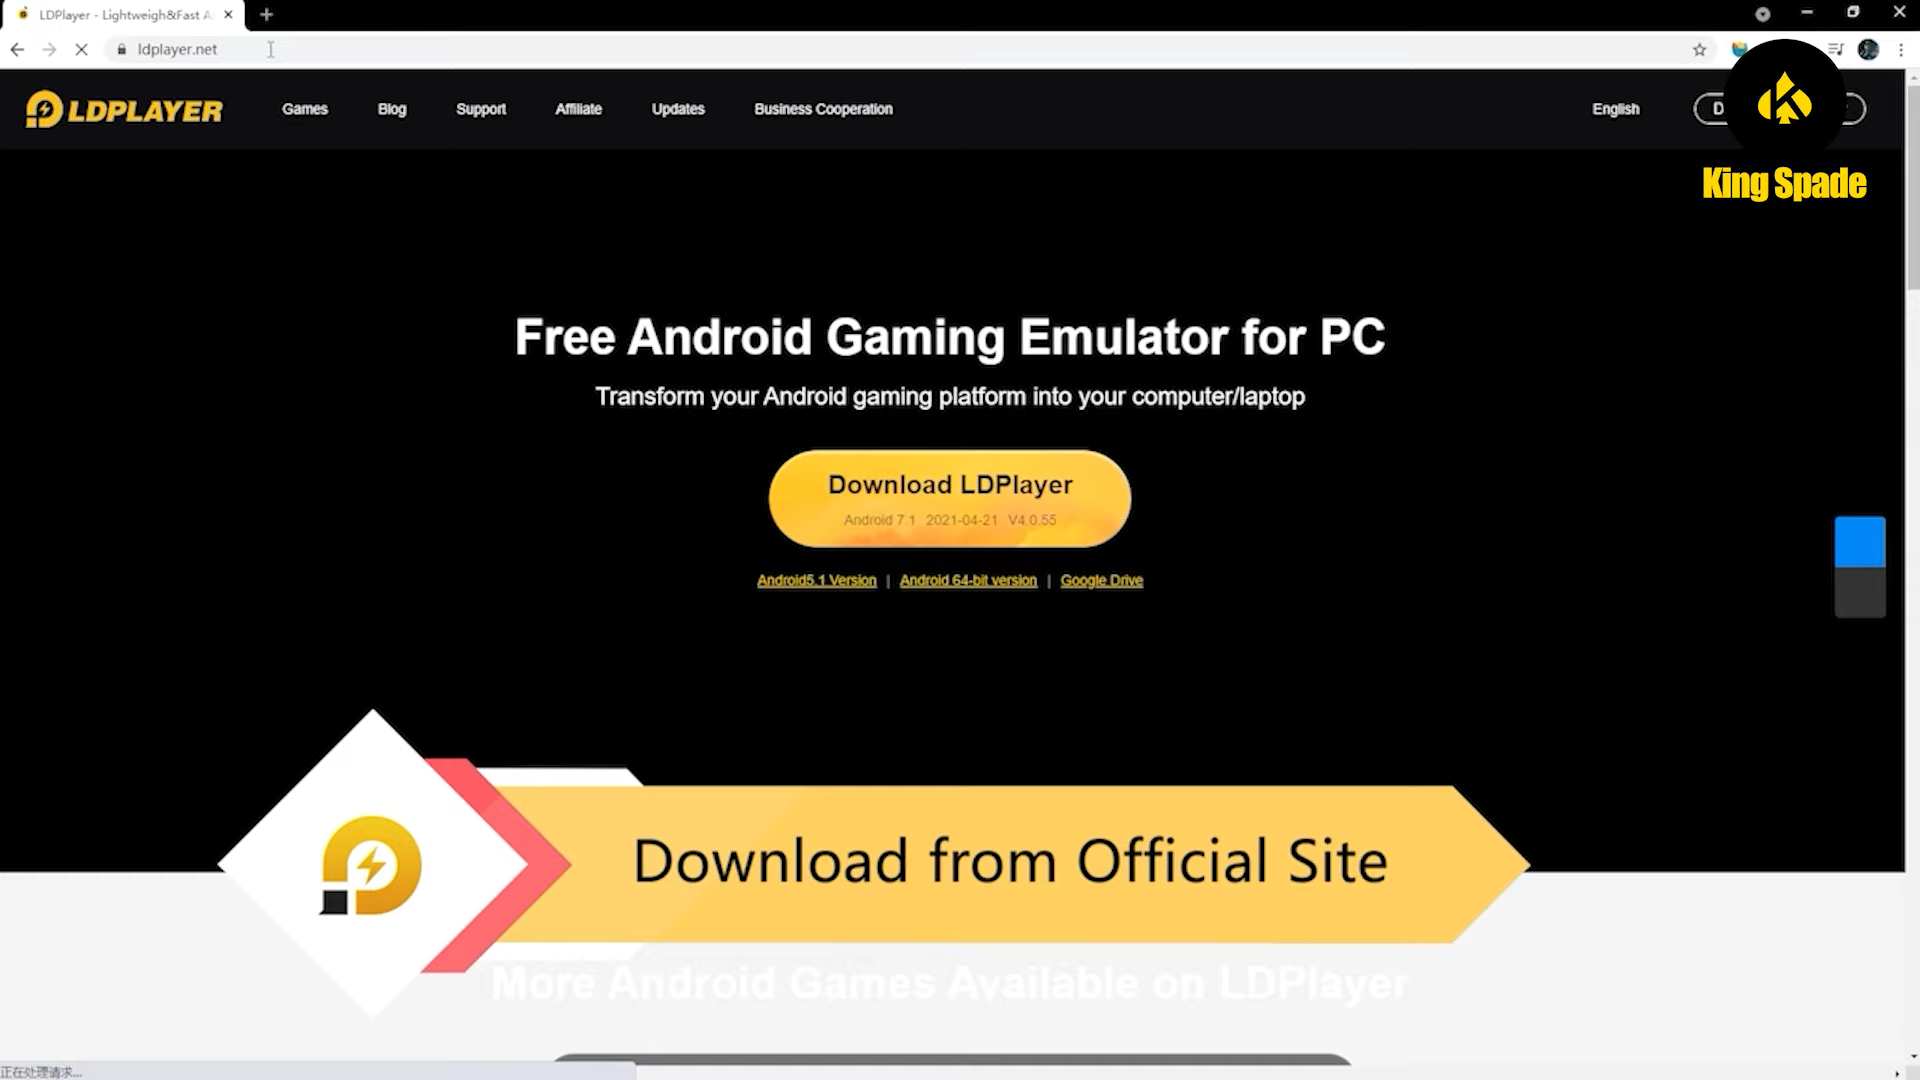 LDPlayer - Lightweigh&Fast A
ldplayer.net
LDPLAYER
Games
Blog
Support
Affiliate
Updates
Business Cooperation
English
D
King Spade
Free Android Gaming Emulator for PC
Transform your Android gaming platform into your computer/laptop
Download LDPlayer
Android 7.1 2021-04-21 V4.0.55
Android5.1 Version | Android 64-bit version | Google Drive
Download from Official Site
More Android Games Available on LDPlayer
正在处理请求...